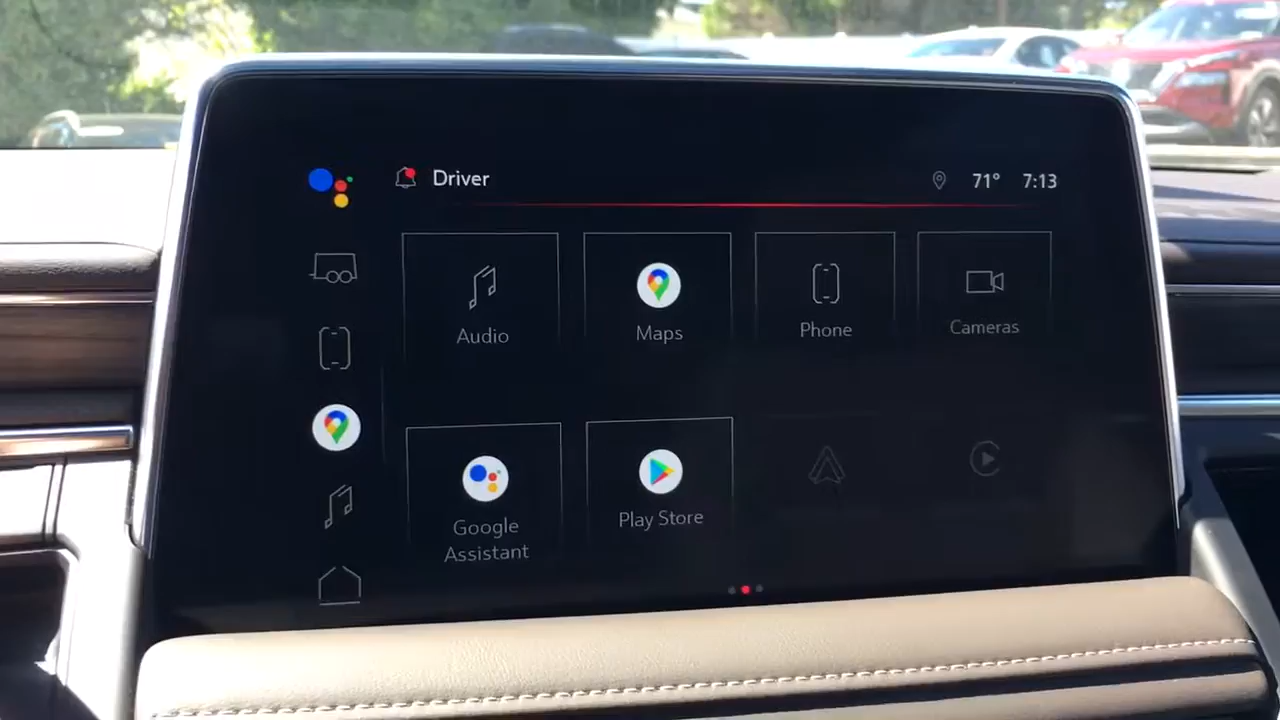 Driver
71° 7:13
Audio
Maps
Phone
Cameras
Google
Assistant
Play Store